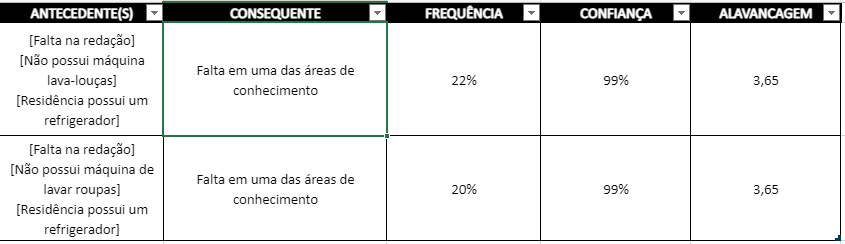 ANTECEDENTE(S) CONSEQUENTE FREQUÊNCIA CONFIANÇA ALAVANCAGEM
[Falta na redação]
[Não possui máquina
lava-louças]
[Residência possui um
refrigerador]
Falta em uma das áreas de
conhecimento
22%
99%
3,65
[Falta na redação]
[Não possui máquina de
lavar roupas]
[Residência possui um
refrigerador]
Falta em uma das áreas de
conhecimento
20%
99%
3,65